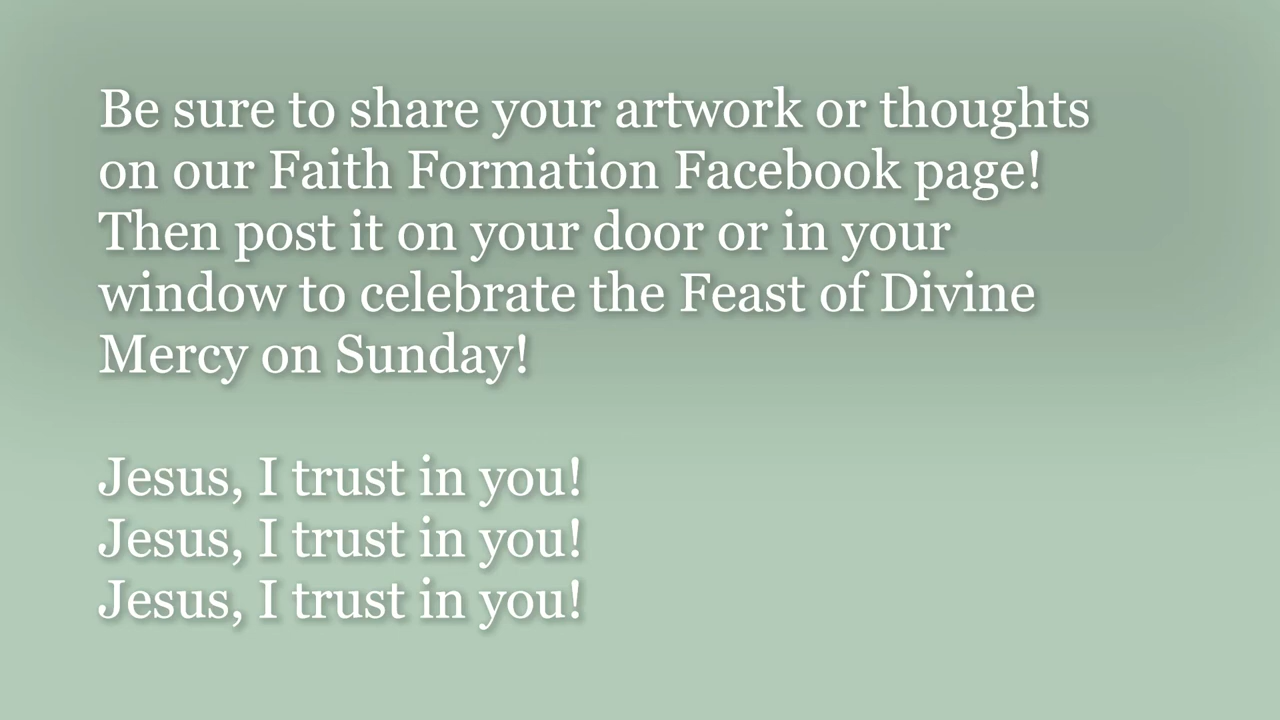 Be sure to share your artwork or thoughts
on our Faith Formation Facebook page!
Then post it on your door or in your
window to celebrate the Feast of Divine
Mercy on Sunday!
Jesus, I trust in you!
Jesus, I trust in you!
Jesus, I trust in you!